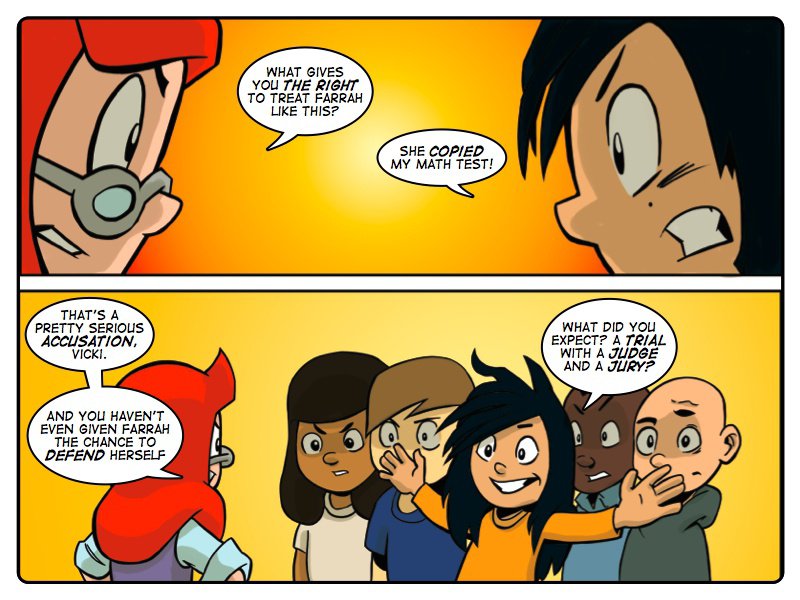 WHAT GIVES
YOU THE RIGHT
TO TREAT FARRAH
LIKE THIS?
SHE COPIED
MY MATH TEST!
THAT'S A
PRETTY SERIOUS
ACCUSATION,
VICKI.
AND YOU HAVEN'T
EVEN GIVEN FARRAH
THE CHANCE TO
DEFEND HERSELF
WHAT DID YOU
EXPECT? A TRIAL
WITH A JUDGE
AND A JURY?